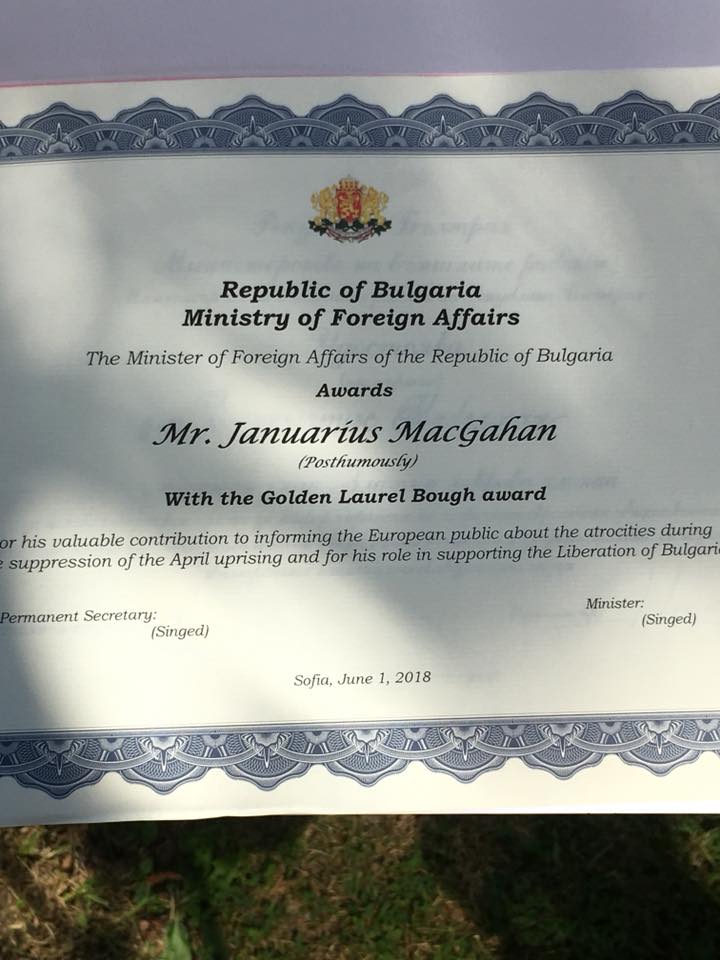 Republic of Bulgaria
Ministry of Foreign Affairs
The Minister of Foreign Affairs of the Republic of Bulgaria
Awards
Mr. Januarius MacGahan
(Posthumously)
With the Golden Laurel Bough award
or his valuable contribution to informing the European public about the atrocities during
e suppression of the April uprising and for his role in supporting the Liberation of Bulgari
Permanent Secretary:
(Singed)
Minister:
(Singed)
Sofia, June 1, 2018